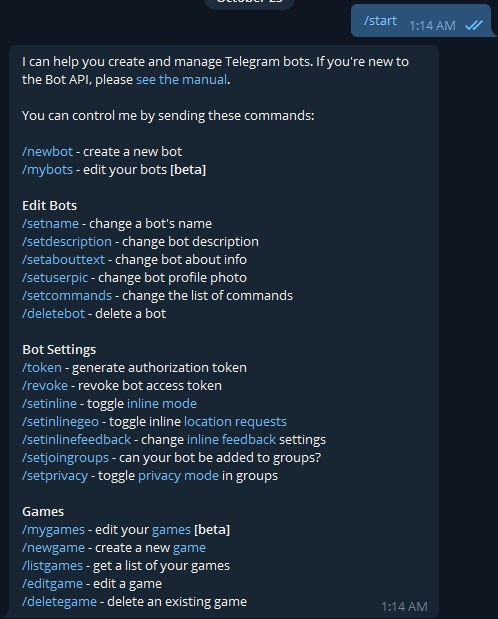 October 23
/start
1:14 AM
I can help you create and manage Telegram bots. If you're new to
the Bot API, please see the manual.
You can control me by sending these commands:
/newbot - create a new bot
/mybots - edit your bots [beta]
Edit Bots
/setname - change a bot's name
/setdescription - change bot description
/setabouttext - change bot about info
/setuserpic - change bot profile photo
/setcommands - change the list of commands
/deletebot - delete a bot
Bot Settings
/token - generate authorization token
/revoke - revoke bot access token
/setinline - toggle inline mode
/setinlinegeo - toggle inline location requests
/setinlinefeedback - change inline feedback settings
/setjoingroups - can your bot be added to groups?
/setprivacy - toggle privacy mode in groups
Games
/mygames - edit your games [beta]
/newgame - create a new game
/listgames - get a list of your games
/editgame - edit a game
/deletegame - delete an existing game
1:14 AM